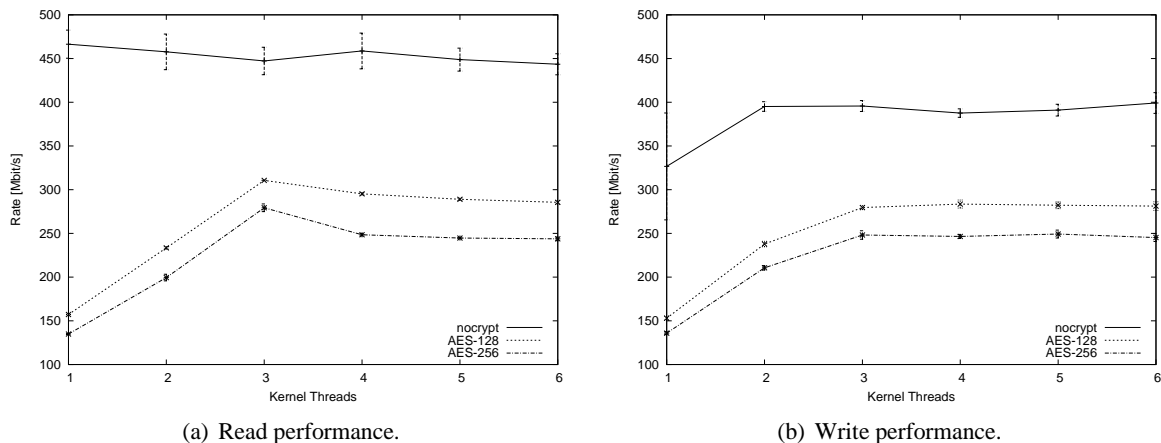 500
450
400
350
300
250
200
150
100
Rate [Mbit/s]
nocrypt
AES-128
AES-256
1 2 3 4 5 6
Kernel Threads
(a) Read performance.
500
450
400
350
300
250
200
150
100
Rate [Mbit/s]
nocrypt
AES-128
AES-256
1 2 3 4 5 6
Kernel Threads
(b) Write performance.